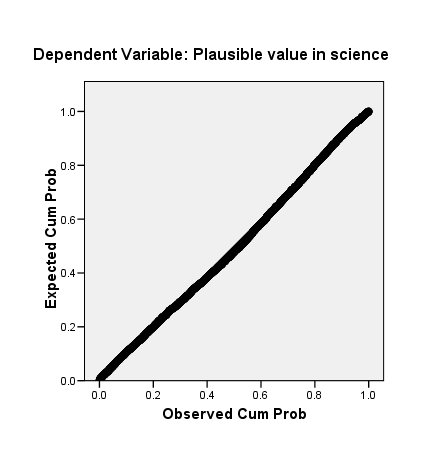 Dependent Variable: Plausible value in science
Expected Cum Prob
1.0
0.8
0.6
0.4
0.2
0.0
0.0 0.2 0.4 0.6 0.8 1.0
Observed Cum Prob